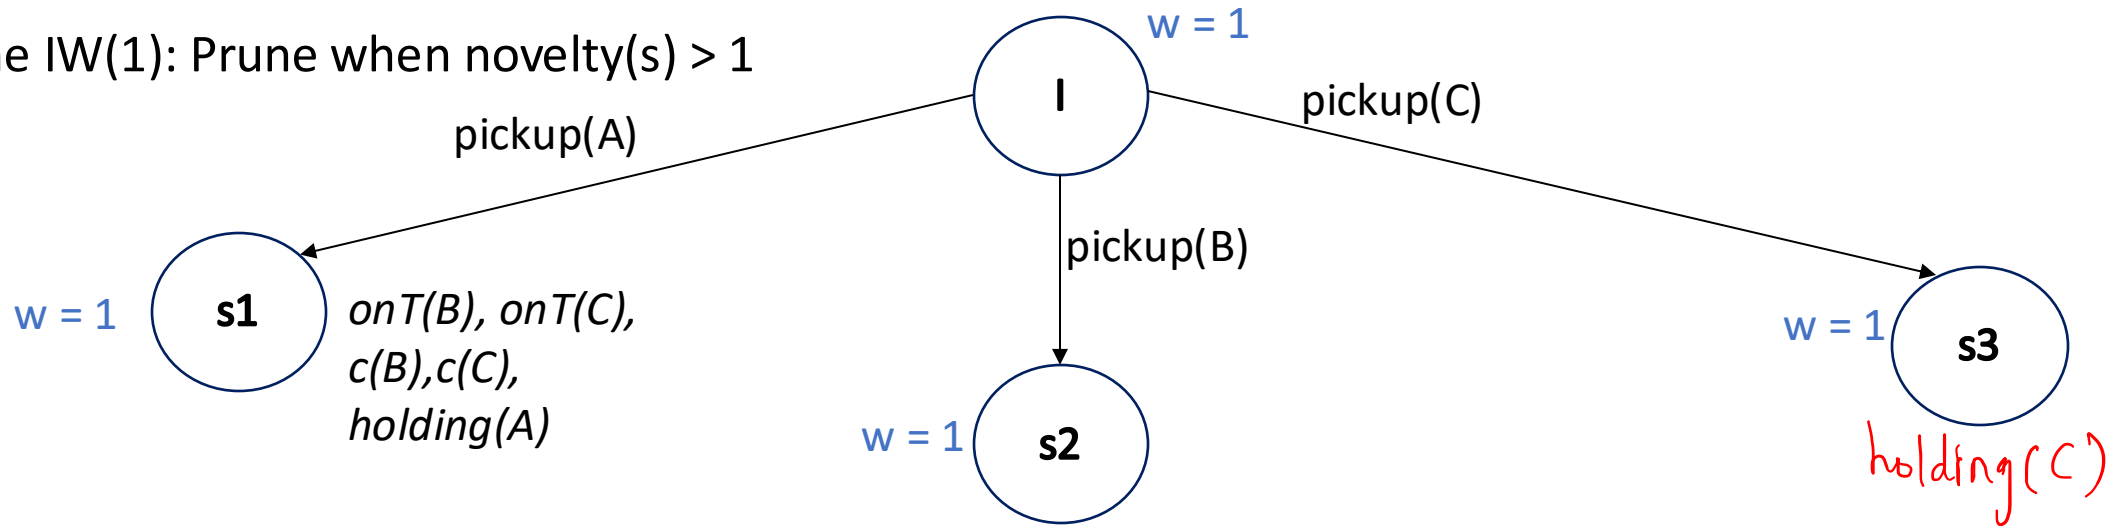 e IW(1): Prune when novelty(s) > 1
w = 1
I
pickup(A)
pickup(C)
pickup(B)
w = 1
s1
onT(B), onT(C),
c(B),c(C),
holding(A)
w = 1
s2
w = 1
s3
holding(C)